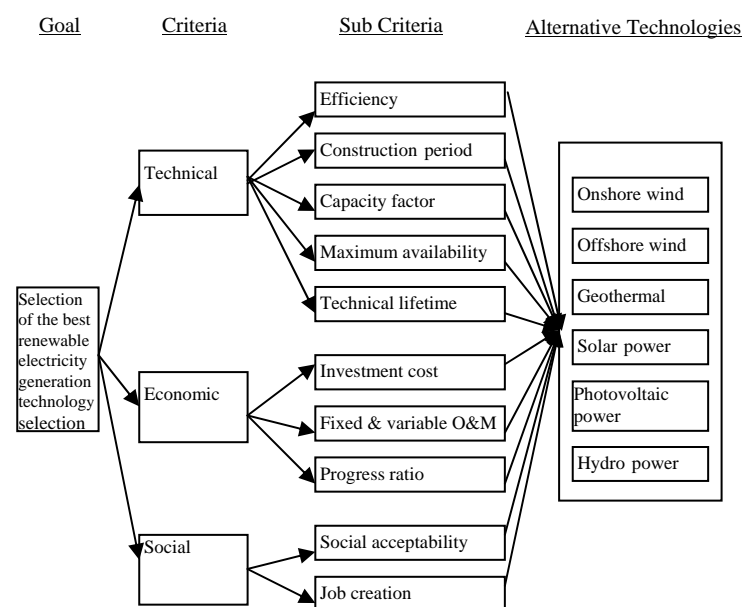 Goal
Criteria
Sub Criteria
Alternative Technologies
Selection
of the best
renewable
electricity
generation
technology
selection
Technical
Economic
Social
Efficiency
Construction period
Capacity factor
Maximum availability
Technical lifetime
Investment cost
Fixed & variable O&M
Progress ratio
Social acceptability
Job creation
Onshore wind
Offshore wind
Geothermal
Solar power
Photovoltaic
power
Hydro power